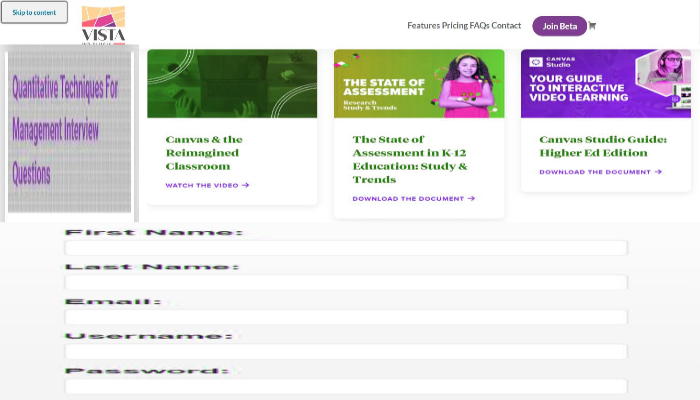 Skip to content
VISTA
Features Pricing FAQs Contact
Join Beta
Quantitative Techniques For
Management Interview
Questions
Canvas & the
Reimagined
Classroom
WATCH THE VIDEO →
THE STATE OF
ASSESSMENT
Research
Study & Trends
The State of
Assessment in K-12
Education: Study &
Trends
DOWNLOAD THE DOCUMENT →
CANVAS
Studio
YOUR GUIDE
TO INTERACTIVE
VIDEO LEARNING
Canvas Studio Guide:
Higher Ed Edition
DOWNLOAD THE DOCUMENT →
First Name:
Last Name:
Email:
Username:
Password: